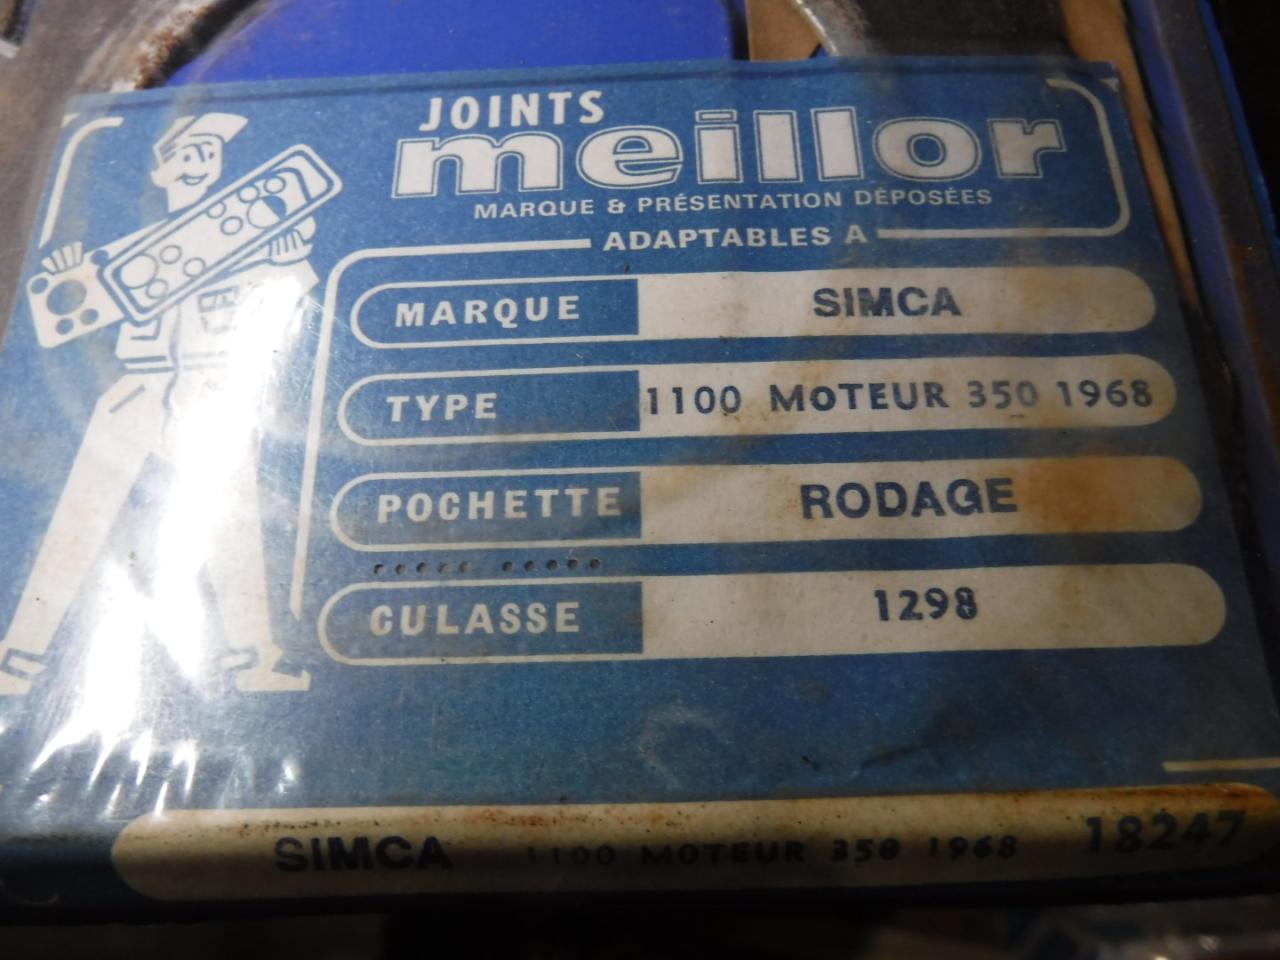 JOINTS
meillor
MARQUE & PRÉSENTATION DÉPOSÉES
ADAPTABLES A
MARQUE SIMCA
TYPE 1100 MOTEUR 350 1968
POCHETTE RODAGE
CULASSE 1298
SIMCA 1100 MOTEUR 350 1968 18247